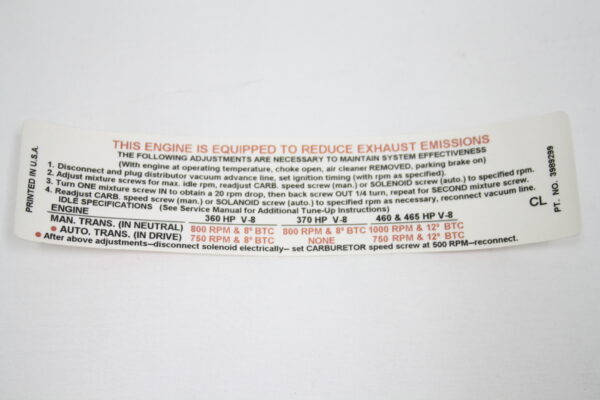 PRINTED IN U.S.A.
THIS ENGINE IS EQUIPPED TO REDUCE EXHAUST EMISSIONS
THE FOLLOWING ADJUSTMENTS ARE NECESSARY TO MAINTAIN SYSTEM EFFECTIVENESS
(With engine at operating temperature, choke open, air cleaner REMOVED, parking brake on)
1. Disconnect and plug distributor vacuum advance line, set ignition timing (with rpm as specified).
2. Adjust mixture screws for max. idle rpm, readjust CARB. speed screw (man.) or SOLENOID screw (auto.) to specified rpm.
3. Turn ONE mixture screw IN to obtain a 20 rpm drop, then back screw OUT 1/4 turn, repeat for SECOND mixture screw.
4. Readjust CARB. speed screw (man.) or SOLENOID screw (auto.) to specified rpm as necessary, reconnect vacuum line.
IDLE SPECIFICATIONS (See Service Manual for Additional Tune-Up Instructions)
ENGINE 360 HP V-8 370 HP V-8 460 & 465 HP V-8
MAN. TRANS. (IN NEUTRAL) 800 RPM & 8° BTC 800 RPM & 8° BTC 1000 RPM & 12° BTC
• AUTO. TRANS. (IN DRIVE) 750 RPM & 8° BTC NONE 750 RPM & 12° BTC
• After above adjustments—disconnect solenoid electrically— set CARBURETOR speed screw at 500 RPM—reconnect.
CL
PT. NO. 3989299